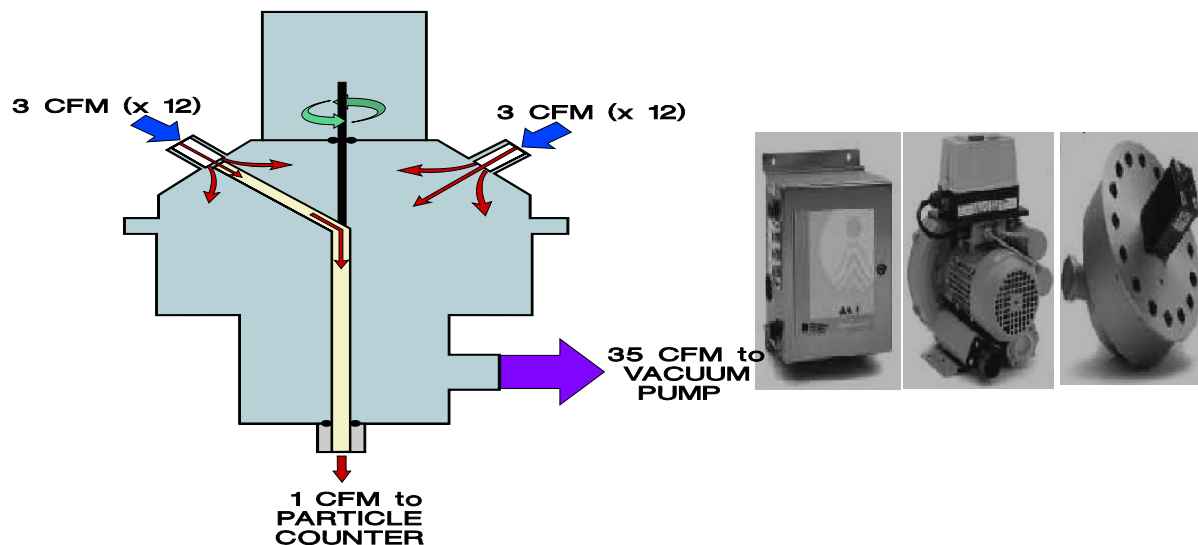 3 CFM (x 12)
3 CFM (x 12)
35 CFM to
VACUUM
PUMP
1 CFM to
PARTICLE
COUNTER